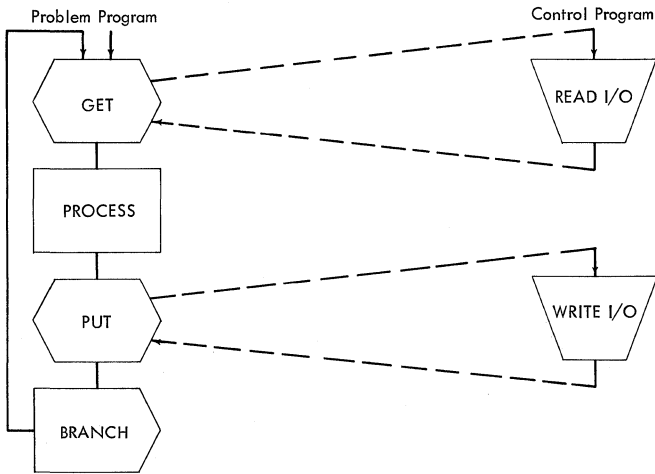 Problem Program
Control Program
GET
READ I/O
PROCESS
PUT
WRITE I/O
BRANCH